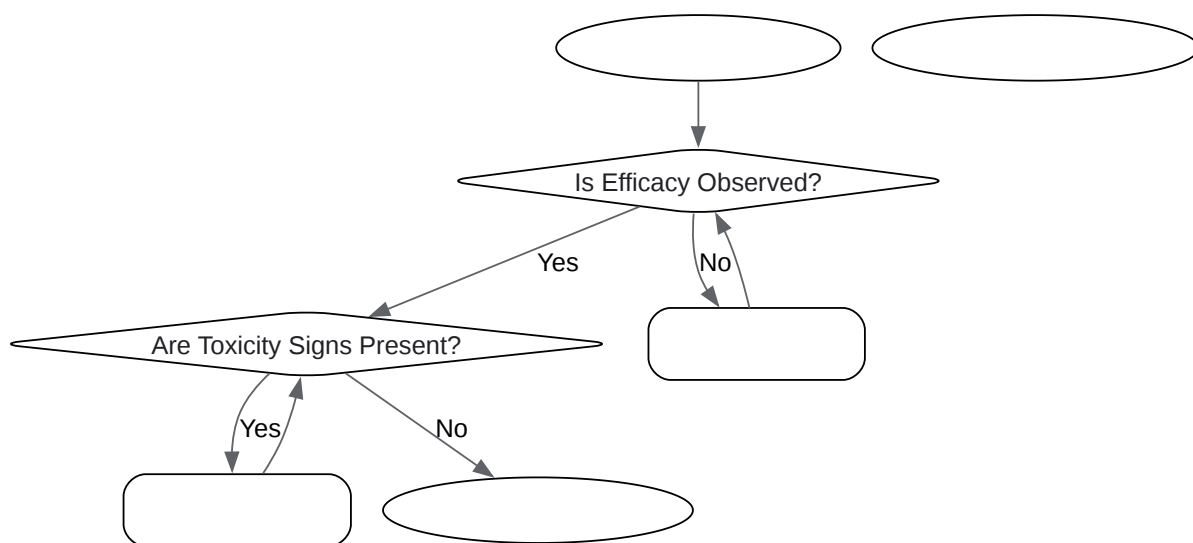 Is Efficacy Observed?
Yes
No
Are Toxicity Signs Present?
Yes
No